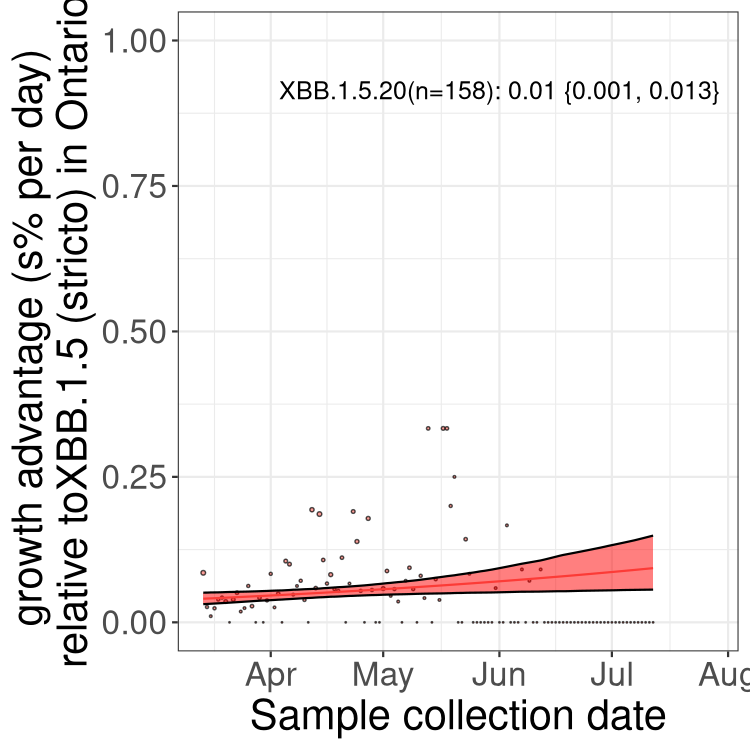 growth advantage (s% per day)
relative toXBB.1.5 (stricto) in Ontario
1.00
0.75
0.50
0.25
0.00
XBB.1.5.20(n=158): 0.01 {0.001, 0.013}
Apr May Jun Jul Aug
Sample collection date